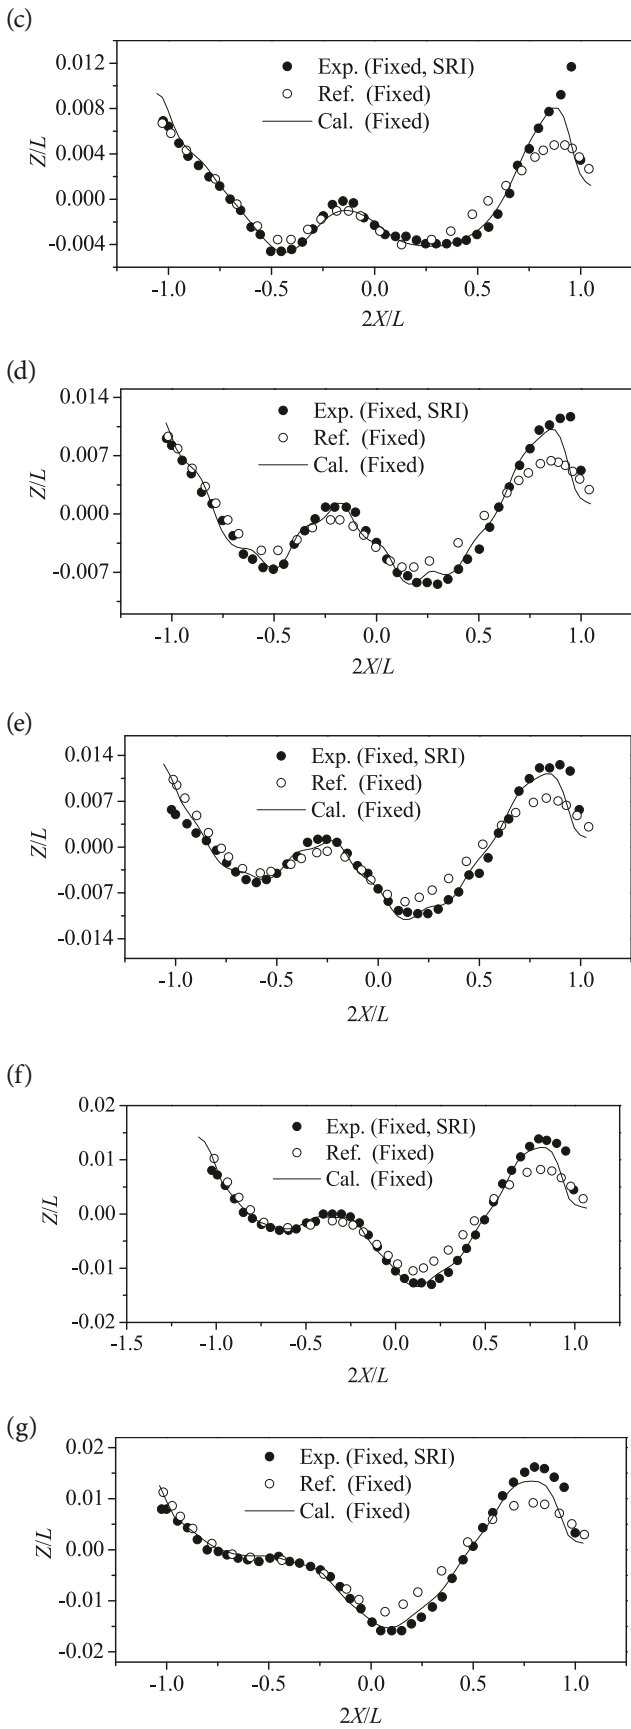 (c)
0.012
0.008
0.004
0.000
-0.004
Z/L
Exp. (Fixed, SRI)
Ref. (Fixed)
Cal. (Fixed)
-1.0 -0.5 0.0 0.5 1.0
2X/L
(d)
0.014
0.007
0.000
-0.007
Z/L
Exp. (Fixed, SRI)
Ref. (Fixed)
Cal. (Fixed)
-1.0 -0.5 0.0 0.5 1.0
2X/L
(e)
0.014
0.007
0.000
-0.007
-0.014
Z/L
Exp. (Fixed, SRI)
Ref. (Fixed)
Cal. (Fixed)
-1.0 -0.5 0.0 0.5 1.0
2X/L
(f)
0.02
0.01
0.00
-0.01
-0.02
Z/L
Exp. (Fixed, SRI)
Ref. (Fixed)
Cal. (Fixed)
-1.5 -1.0 -0.5 0.0 0.5 1.0
2X/L
(g)
0.02
0.01
0.00
-0.01
-0.02
Z/L
Exp. (Fixed, SRI)
Ref. (Fixed)
Cal. (Fixed)
-1.0 -0.5 0.0 0.5 1.0
2X/L